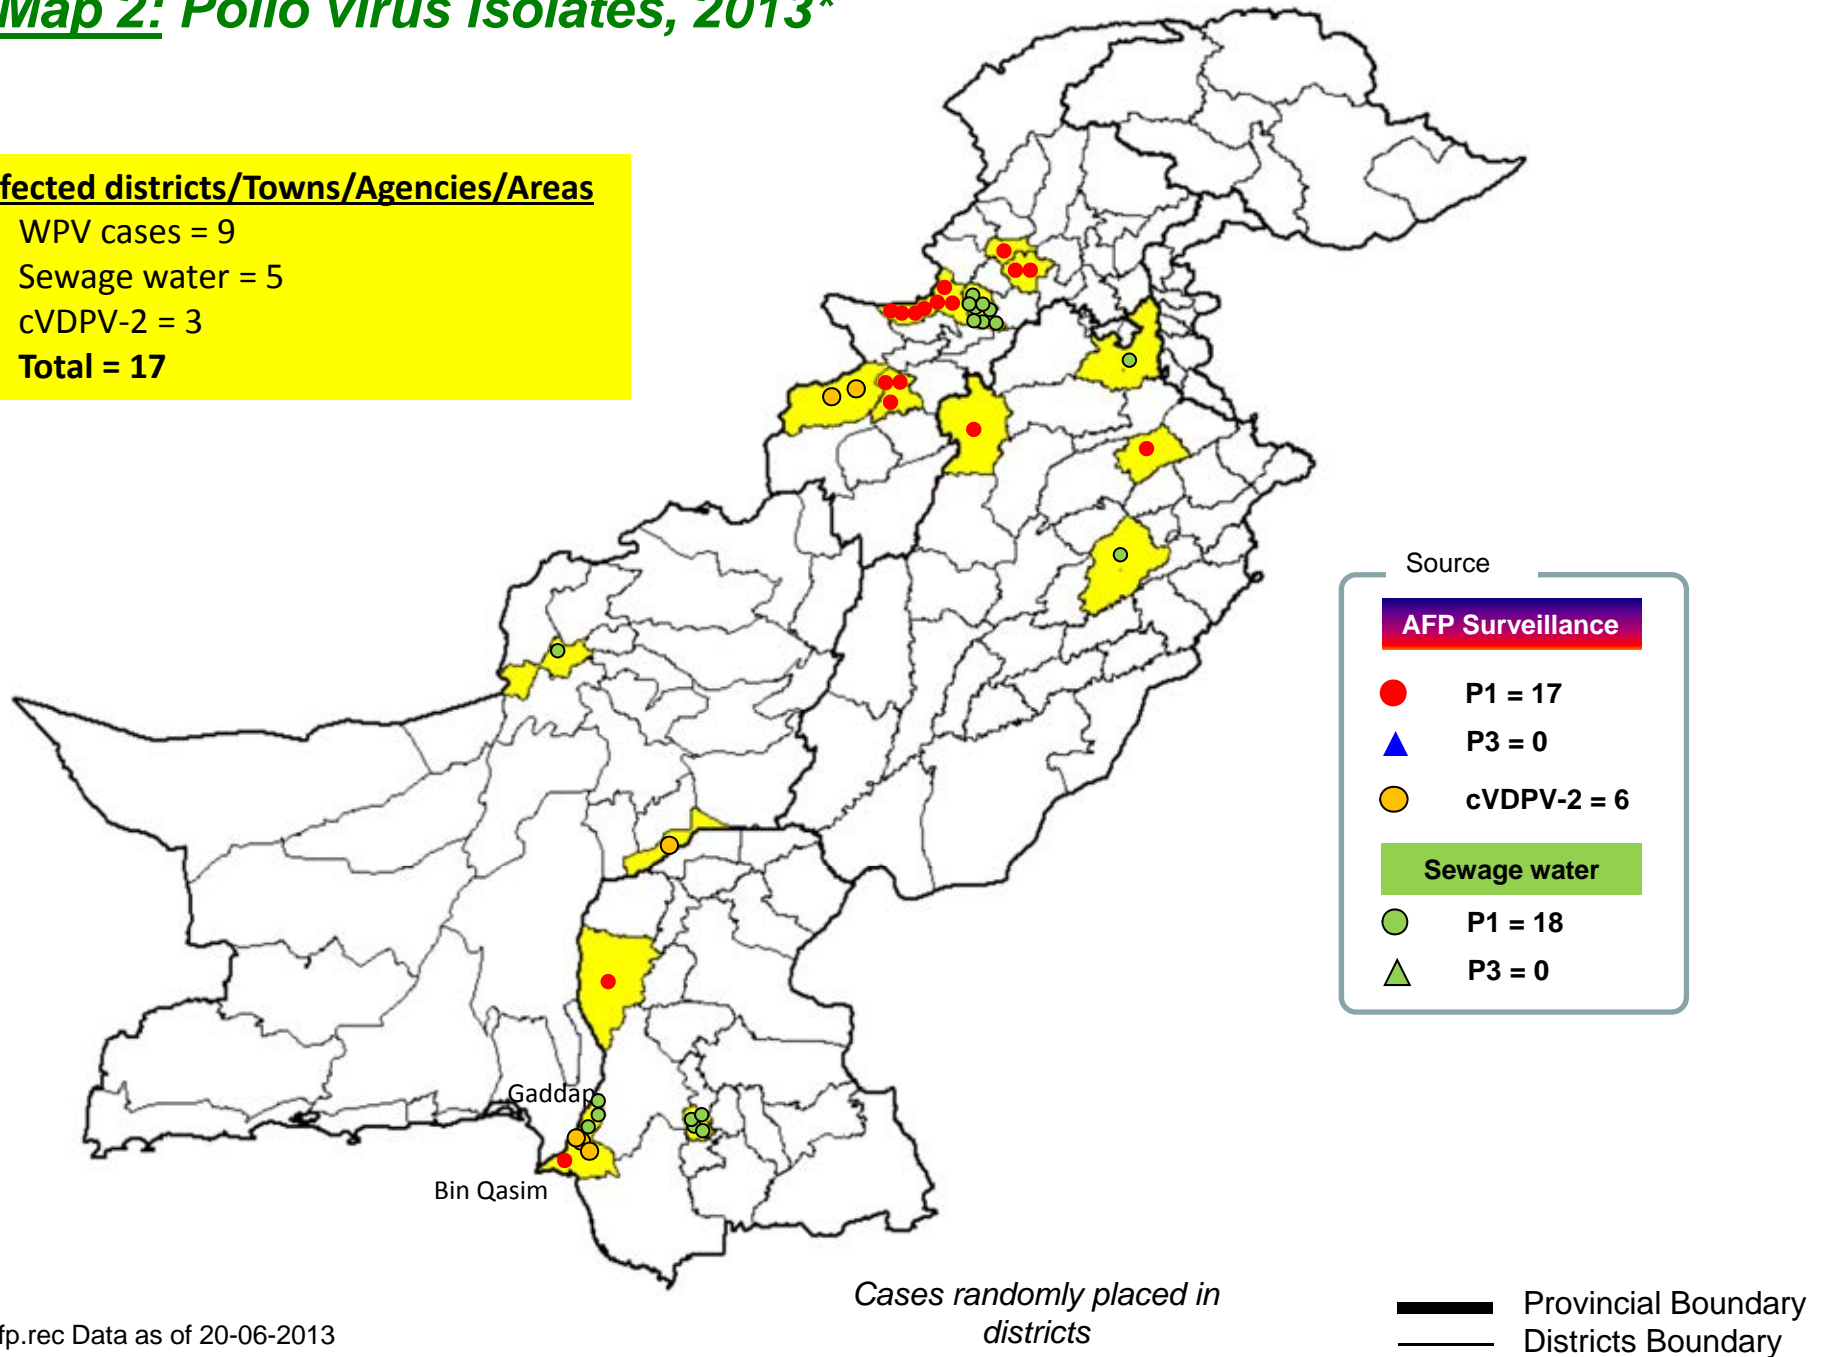 Map 2: Polio virus isolates, 2013*
fected districts/Towns/Agencies/Areas
WPV cases = 9
Sewage water = 5
cVDPV-2 = 3
Total = 17
Source
AFP Surveillance
P1 = 17
P3 = 0
cVDPV-2 = 6
Sewage water
P1 = 18
P3 = 0
Gaddap
Bin Qasim
Cases randomly placed in
districts
fp.rec Data as of 20-06-2013
Provincial Boundary
Districts Boundary